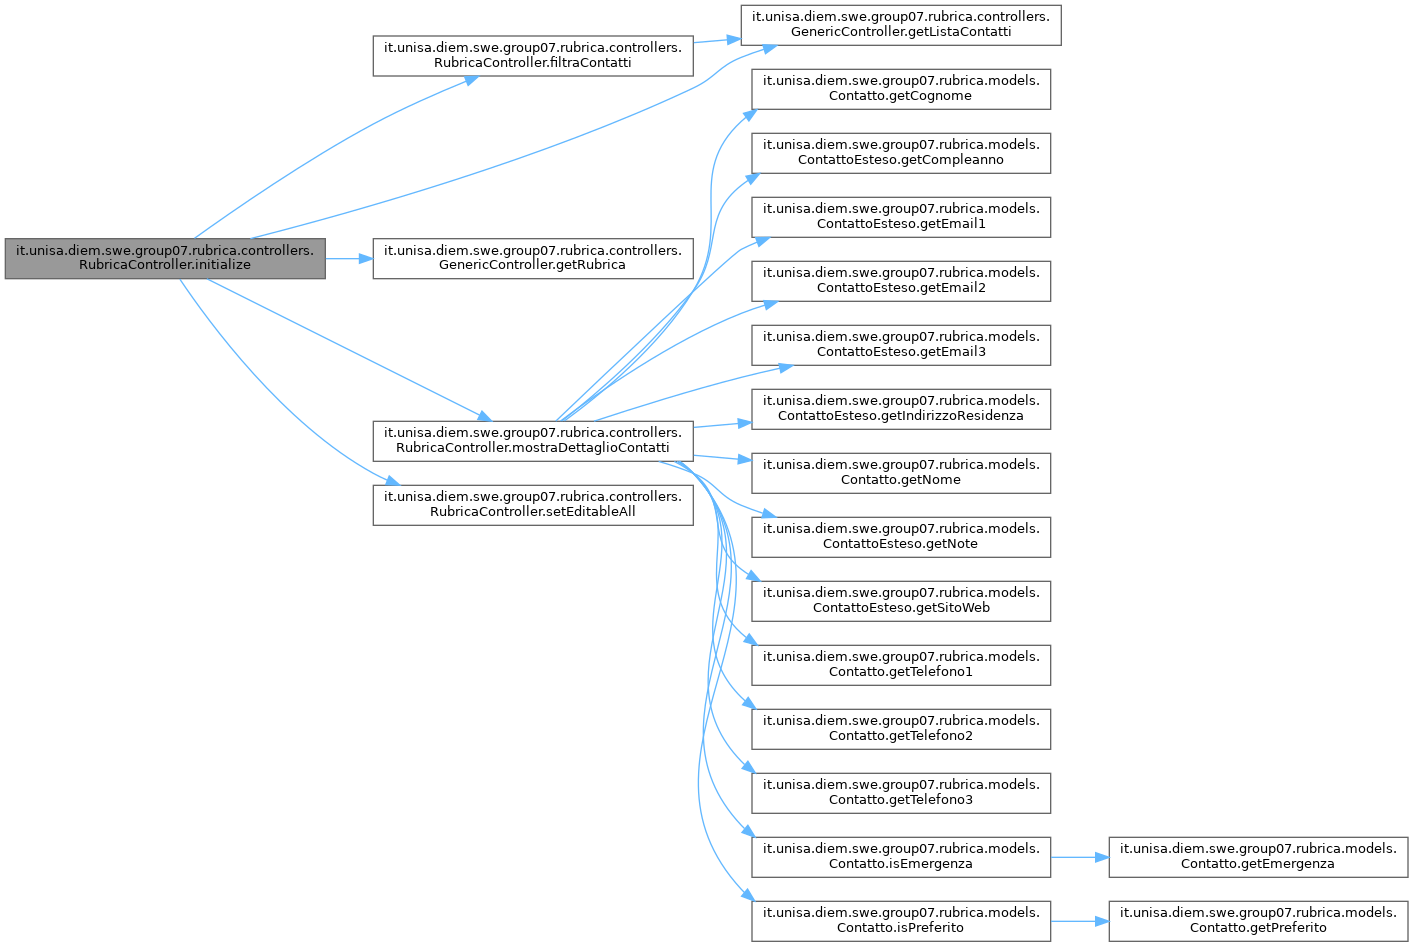 it.unisa.diem.swe.group07.rubrica.controllers.
RubricaController.initialize
it.unisa.diem.swe.group07.rubrica.controllers.
RubricaController.filtraContatti
it.unisa.diem.swe.group07.rubrica.controllers.
GenericController.getRubrica
it.unisa.diem.swe.group07.rubrica.controllers.
RubricaController.mostraDettaglioContatti
it.unisa.diem.swe.group07.rubrica.controllers.
RubricaController.setEditableAll
it.unisa.diem.swe.group07.rubrica.controllers.
GenericController.getListaContatti
it.unisa.diem.swe.group07.rubrica.models.
Contatto.getCognome
it.unisa.diem.swe.group07.rubrica.models.
ContattoEsteso.getCompleanno
it.unisa.diem.swe.group07.rubrica.models.
ContattoEsteso.getEmail1
it.unisa.diem.swe.group07.rubrica.models.
ContattoEsteso.getEmail2
it.unisa.diem.swe.group07.rubrica.models.
ContattoEsteso.getEmail3
it.unisa.diem.swe.group07.rubrica.models.
ContattoEsteso.getIndirizzoResidenza
it.unisa.diem.swe.group07.rubrica.models.
Contatto.getNome
it.unisa.diem.swe.group07.rubrica.models.
ContattoEsteso.getNote
it.unisa.diem.swe.group07.rubrica.models.
ContattoEsteso.getSitoWeb
it.unisa.diem.swe.group07.rubrica.models.
Contatto.getTelefono1
it.unisa.diem.swe.group07.rubrica.models.
Contatto.getTelefono2
it.unisa.diem.swe.group07.rubrica.models.
Contatto.getTelefono3
it.unisa.diem.swe.group07.rubrica.models.
Contatto.isEmergenza
it.unisa.diem.swe.group07.rubrica.models.
Contatto.isPreferito
it.unisa.diem.swe.group07.rubrica.models.
Contatto.getEmergenza
it.unisa.diem.swe.group07.rubrica.models.
Contatto.getPreferito